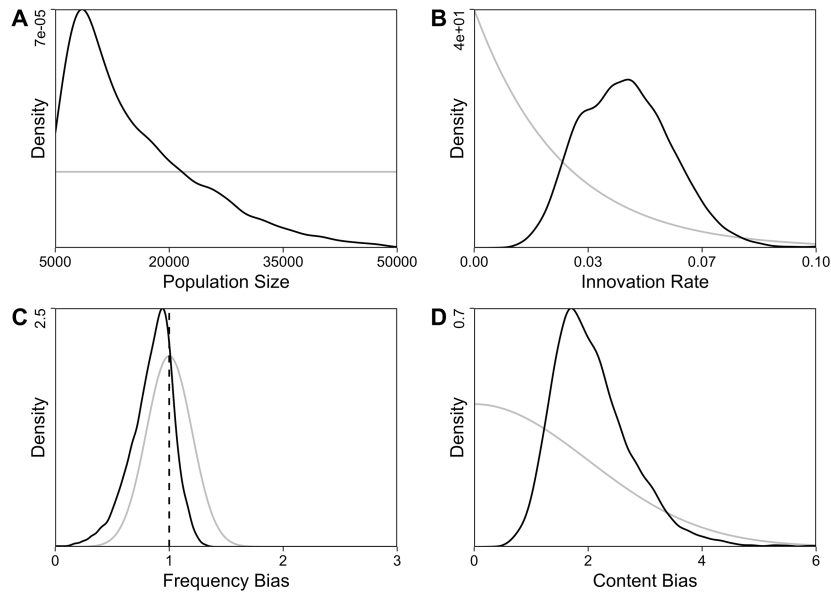 A
7e-05
Density
5000 20000 35000 50000
Population Size
B
4e+01
Density
0.00 0.03 0.07 0.10
Innovation Rate
C
2.5
Density
0 1 2 3
Frequency Bias
D
0.7
Density
0 2 4 6
Content Bias